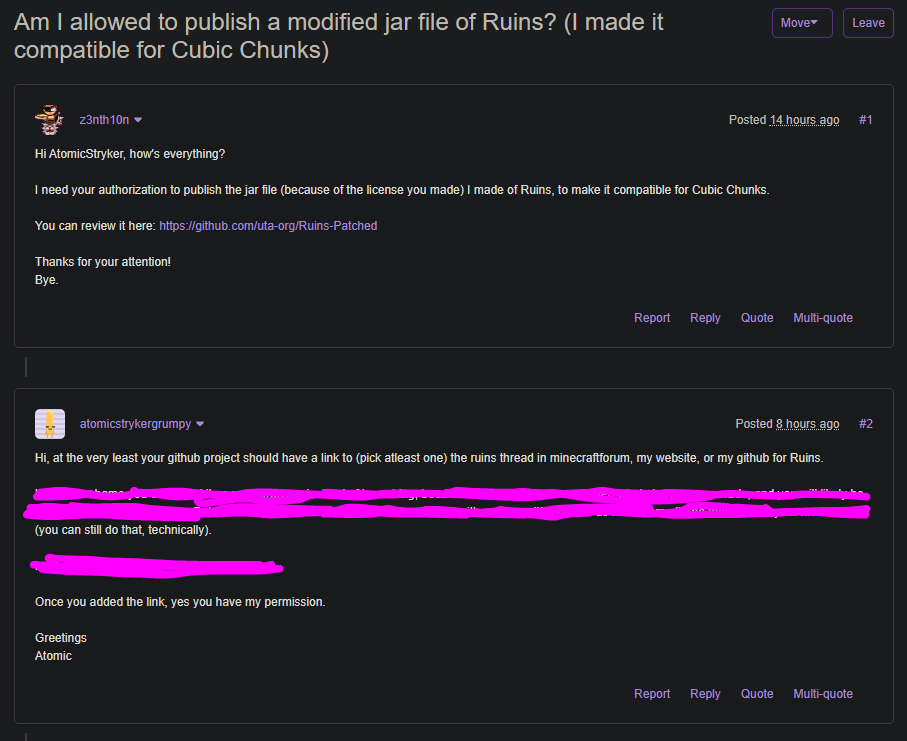 Am I allowed to publish a modified jar file of Ruins? (I made it
compatible for Cubic Chunks)
Move
Leave
z3nth10n
Posted 14 hours ago
#1
Hi AtomicStryker, how's everything?
I need your authorization to publish the jar file (because of the license you made) I made of Ruins, to make it compatible for Cubic Chunks.
You can review it here: https://github.com/uta-org/Ruins-Patched
Thanks for your attention!
Bye.
Report Reply Quote Multi-quote
atomicstrykergrumpy
Posted 8 hours ago
#2
Hi, at the very least your github project should have a link to (pick atleast one) the ruins thread in minecraftforum, my website, or my github for Ruins.
(you can still do that, technically).
Once you added the link, yes you have my permission.
Greetings
Atomic
Report Reply Quote Multi-quote